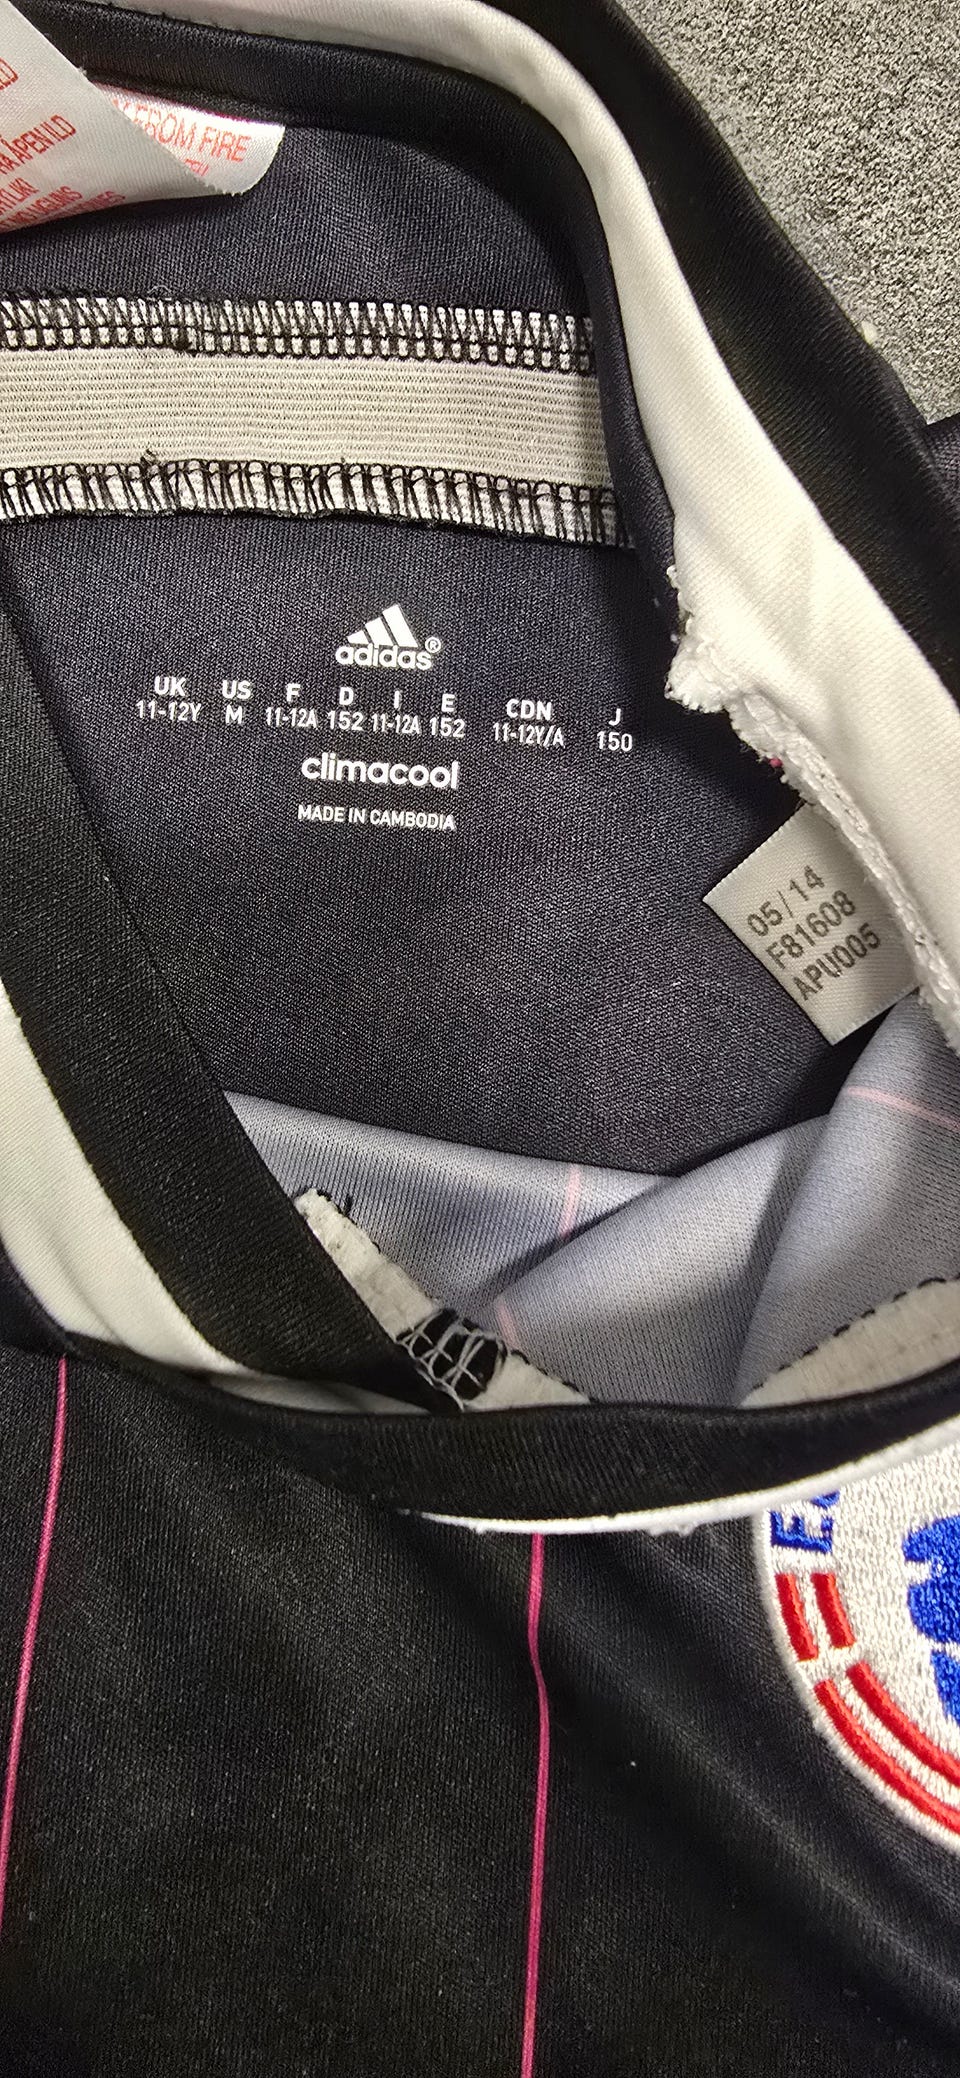 FROM FIRE
adidas®
UK US F D I E CDN J
11-12Y M 11-12A 152 11-12A 152 11-12Y/A 150
climacool
MADE IN CAMBODIA
05/14
F81608
APU005